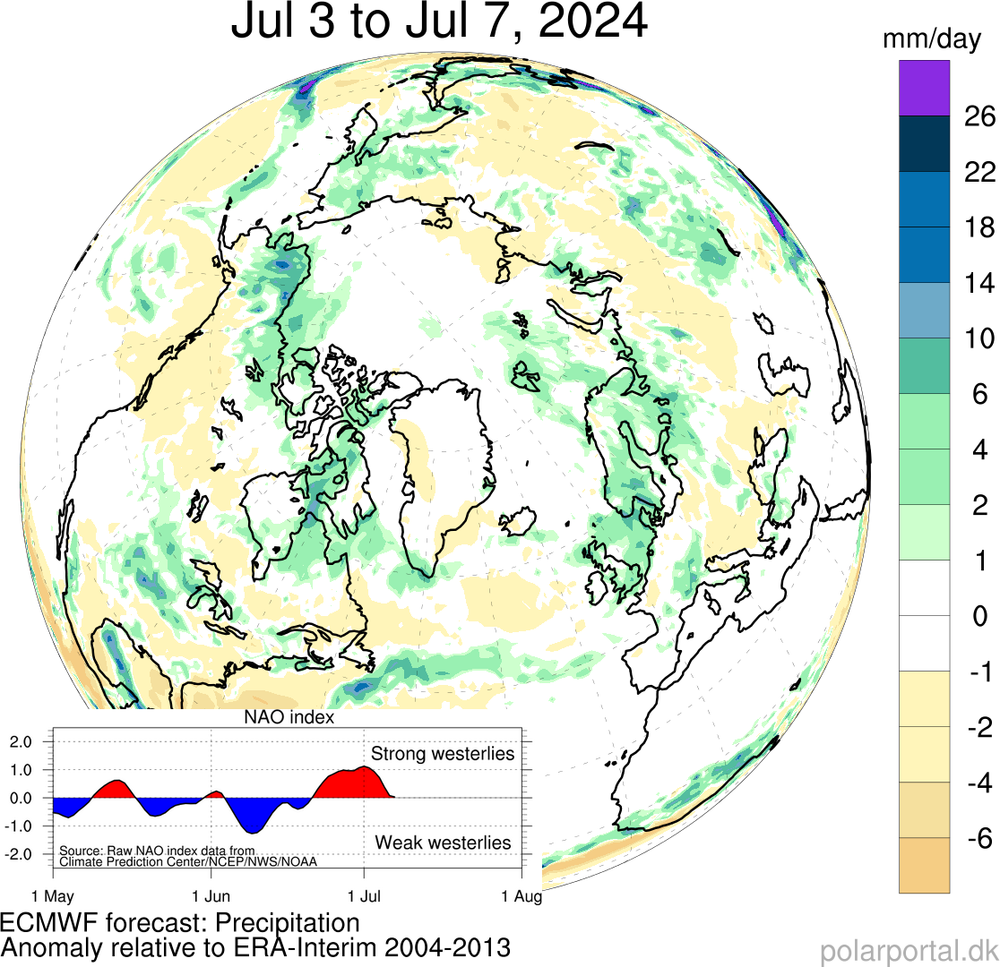 Jul 3 to Jul 7, 2024
mm/day
26
22
18
14
10
6
4
2
1
0
-1
-2
-4
-6
NAO index
2.0
1.0
0.0
-1.0
-2.0
Strong westerlies
Weak westerlies
Source: Raw NAO index data from
Climate Prediction Center/NCEP/NWS/NOAA
1 May
1 Jun
1 Jul
1 Aug
ECMWF forecast: Precipitation
Anomaly relative to ERA-Interim 2004-2013
polarportal.dk